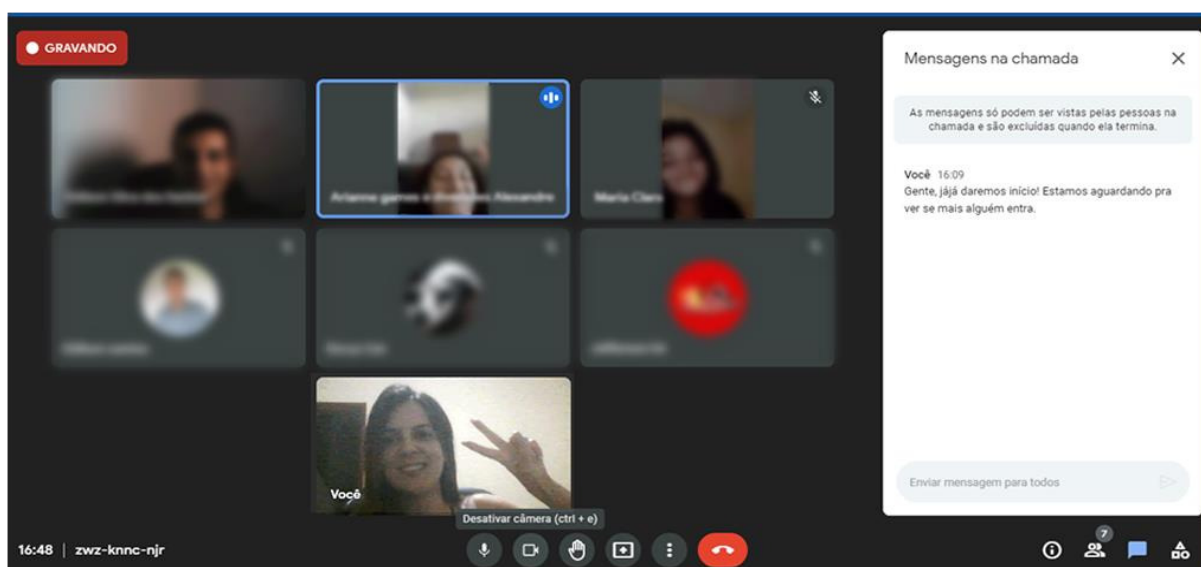 GRAVANDO
Mensagens na chamada
As mensagens só podem ser vistas pelas pessoas na
chamada e são excluídas quando ela termina.
Você 16:09
Gente, jájá daremos início! Estamos aguardando pra
ver se mais alguém entra.
Maria Clara
Você
Desativar câmera (ctrl + e)
Enviar mensagem para todos
16:48 | zwz-knnc-njr
7